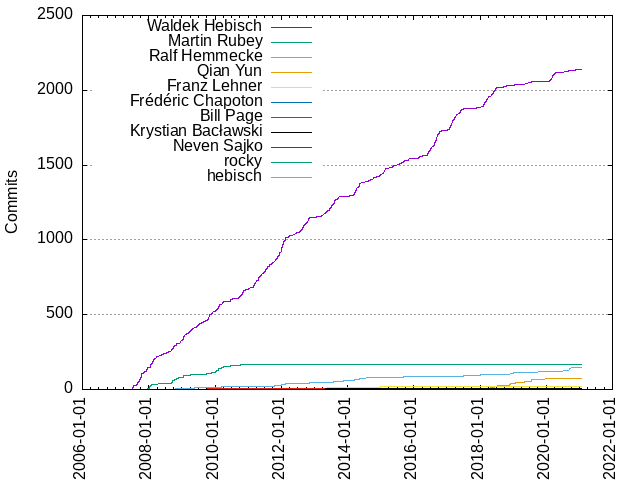 2500
2000
1500
1000
500
0
Commits
Waldek Hebisch
Martin Rubey
Ralf Hemmecke
Qian Yun
Franz Lehner
Frédéric Chapoton
Bill Page
Krystian Bacławski
Neven Sajko
rocky
hebisch
2006-01-01
2008-01-01
2010-01-01
2012-01-01
2014-01-01
2016-01-01
2018-01-01
2020-01-01
2022-01-01